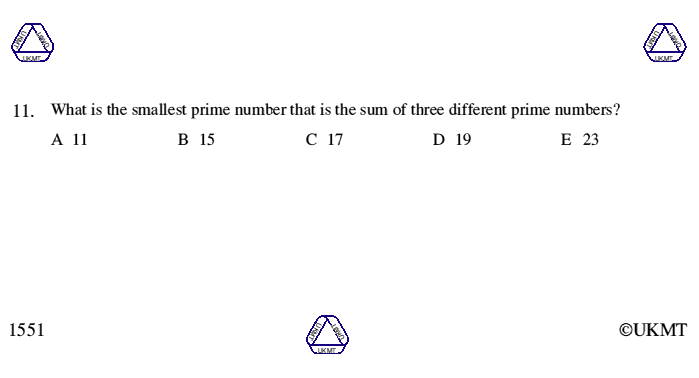 UKMT UKMT UKMT
UKMT UKMT UKMT
11. What is the smallest prime number that is the sum of three different prime numbers?
A 11 B 15 C 17 D 19 E 23
1551
UKMT UKMT UKMT
©UKMT